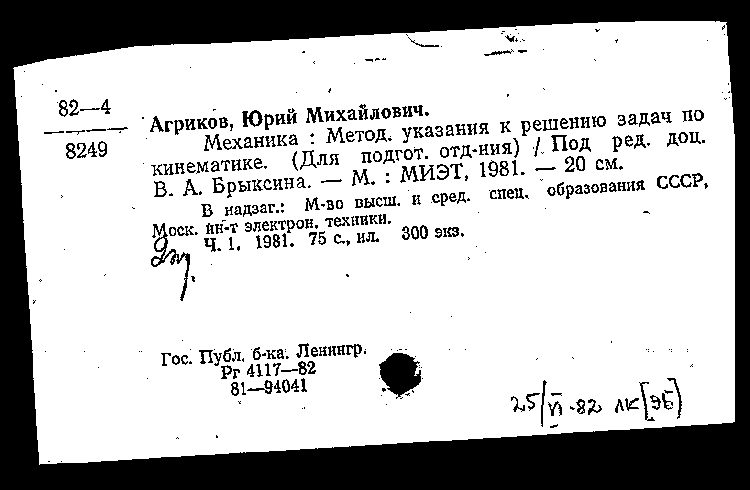 82—4
8249
Агриков, Юрий Михайлович.
Механика : Метод. указания к решению задач по
кинематике. (Для подгот. отд-ния) / Под ред. доц.
В. А. Брыксина. — М. : МИЭТ, 1981. — 20 см.
В надзаг.: М-во высш. и сред. спец. образования СССР,
Моск. ин-т электрон. техники.
Ч. 1. 1981. 75 с., ил. 300 экз.
Гос. Публ. б-ка. Ленингр.
Рг 4117—82
81—94041
25/VI-82 ЛК [ЭБ]